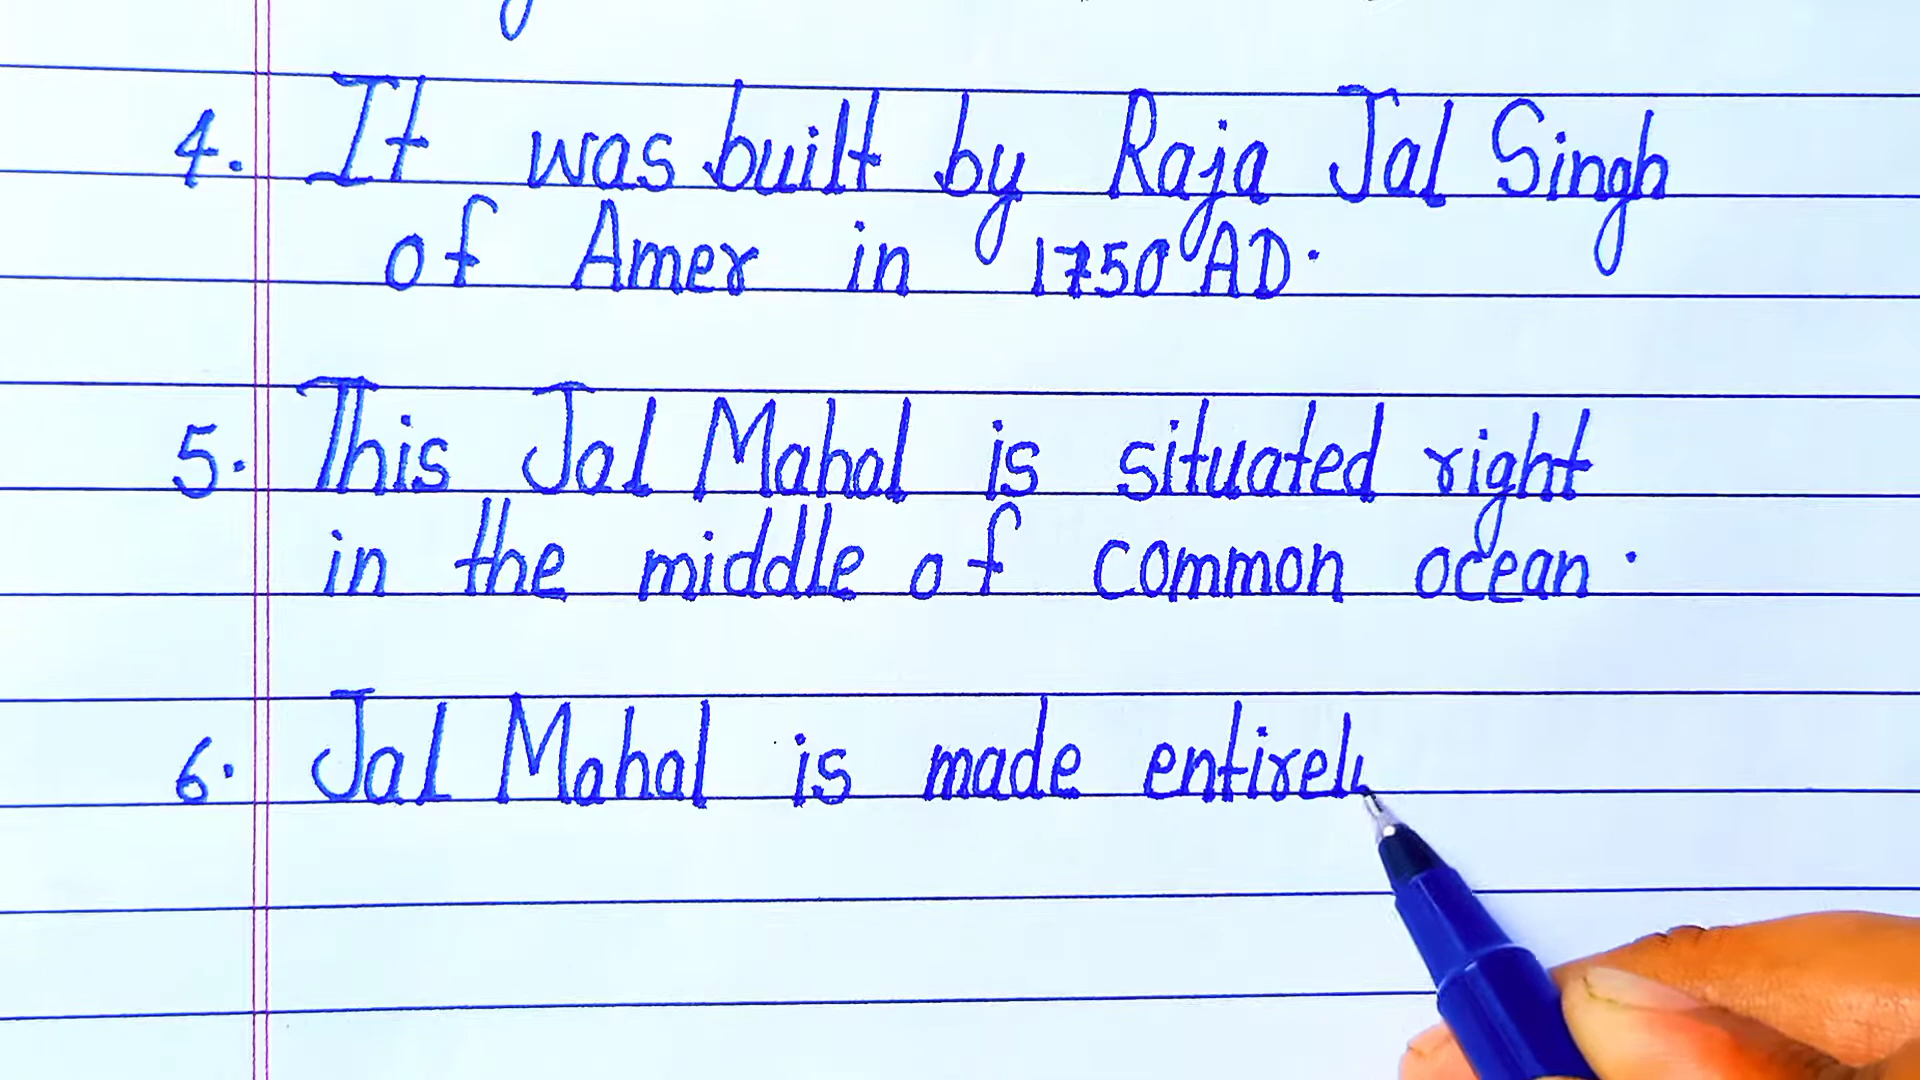 4. It was built by Raja Jal Singh
of Amer in 1750 AD.
5. This Jal Mahal is situated right
in the middle of common ocean.
6. Jal Mahal is made